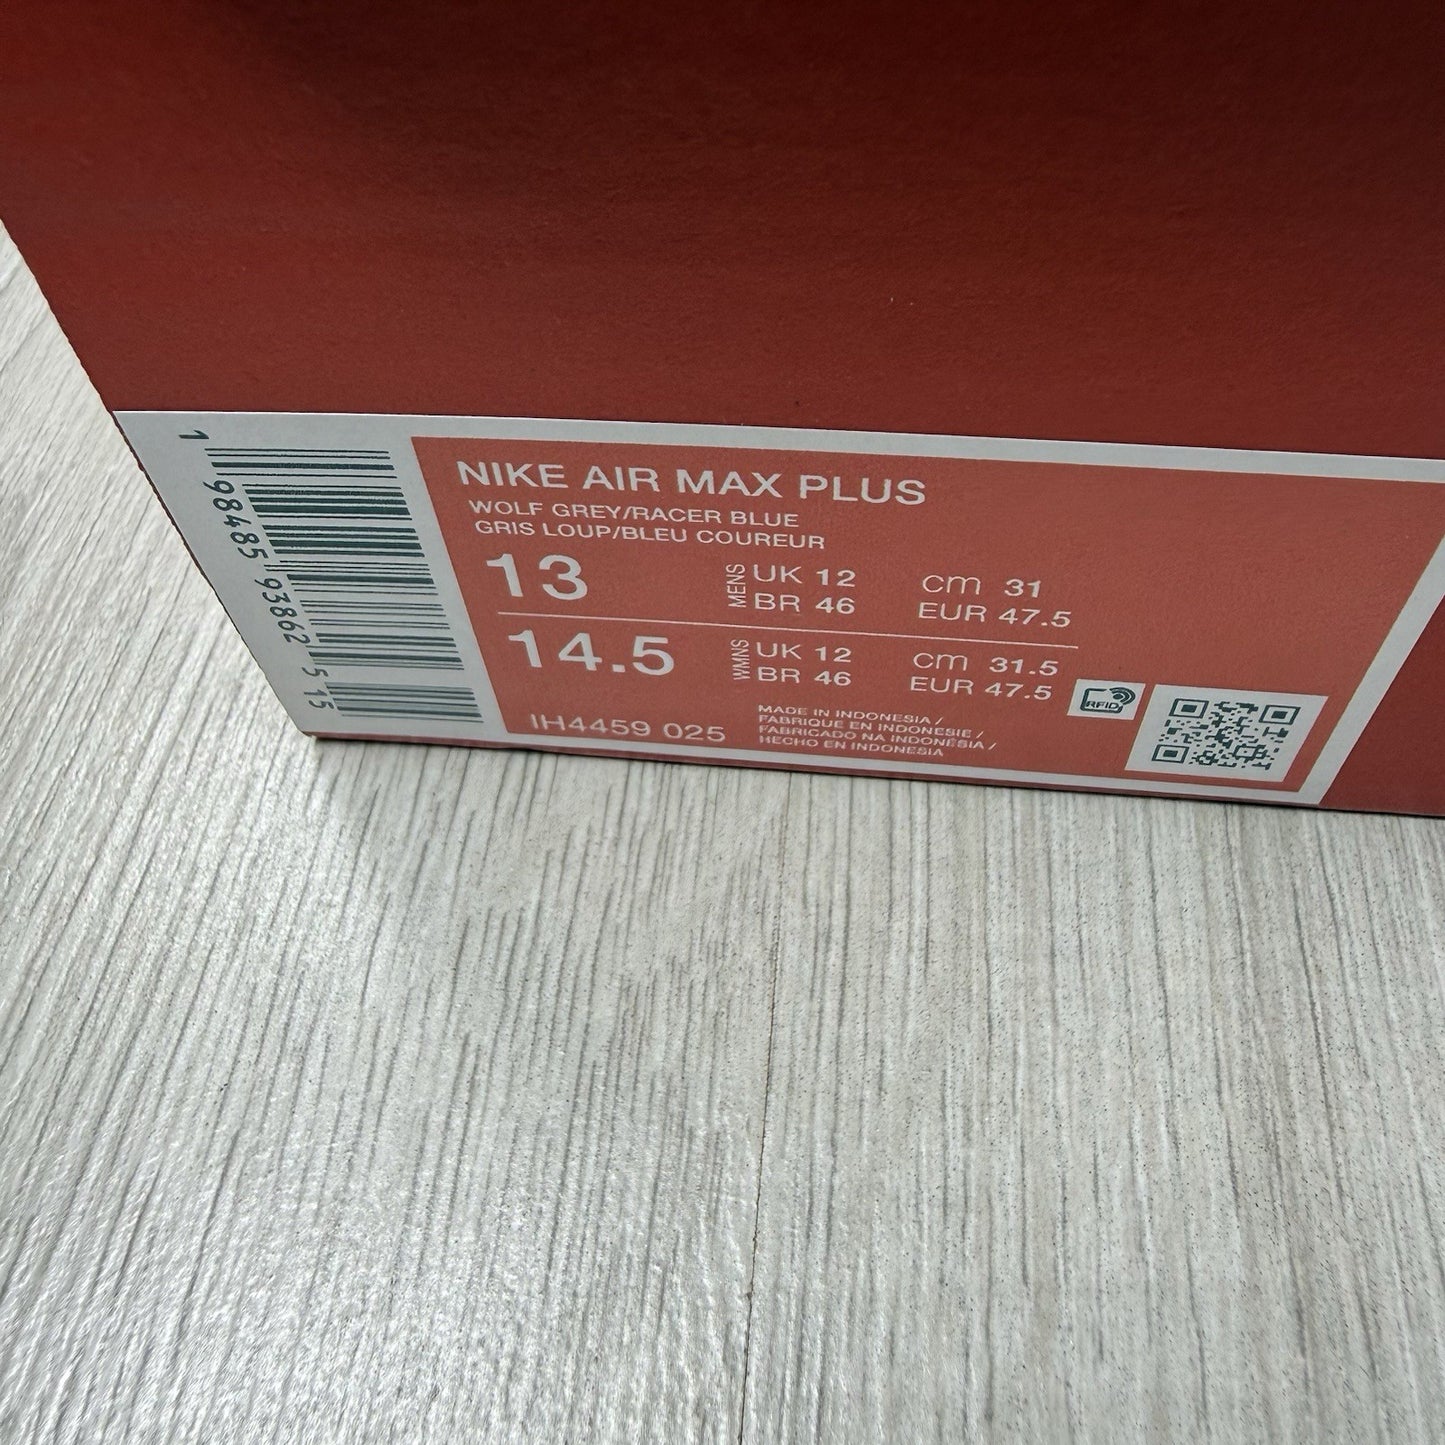 1 98485 93862 5 15
NIKE AIR MAX PLUS
WOLF GREY/RACER BLUE
GRIS LOUP/BLEU COUREUR
13 MENS UK 12 cm 31
BR 46 EUR 47.5
14.5 WMNS UK 12 cm 31.5
BR 46 EUR 47.5
IH4459 025
MADE IN INDONESIA /
FABRIQUE EN INDONESIE /
FABRICADO NA INDONÉSIA /
HECHO EN INDONESIA
RFID